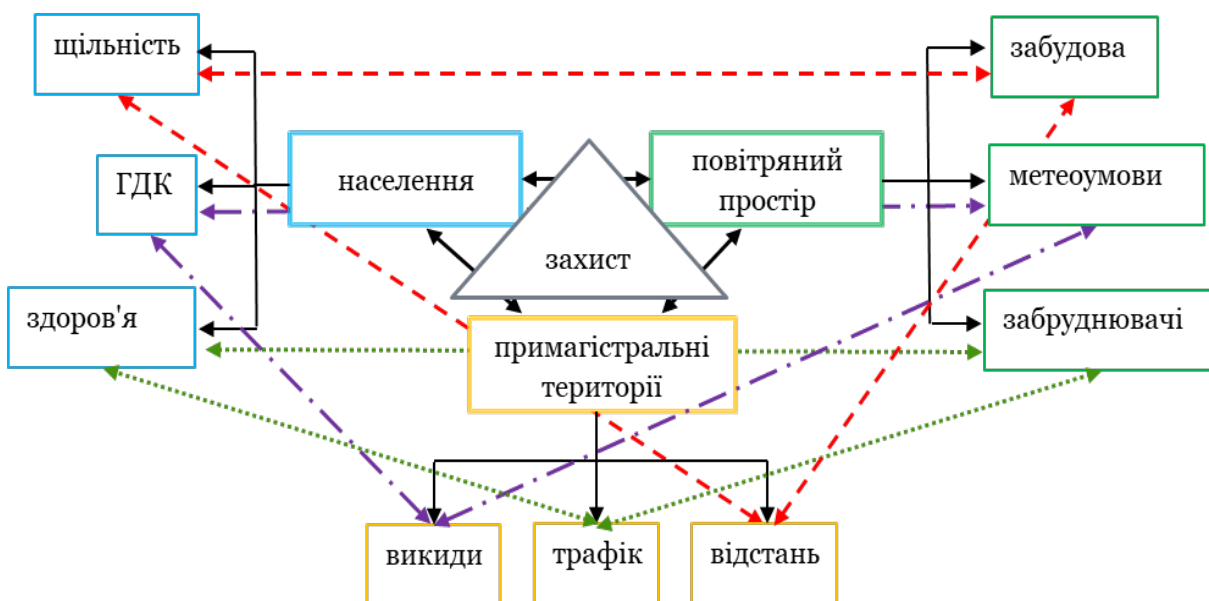 щільність
забудова
ГДК
населення
повітряний
простір
метеоумови
захист
здоров'я
примагістральні
території
забруднювачі
викиди
трафік
відстань